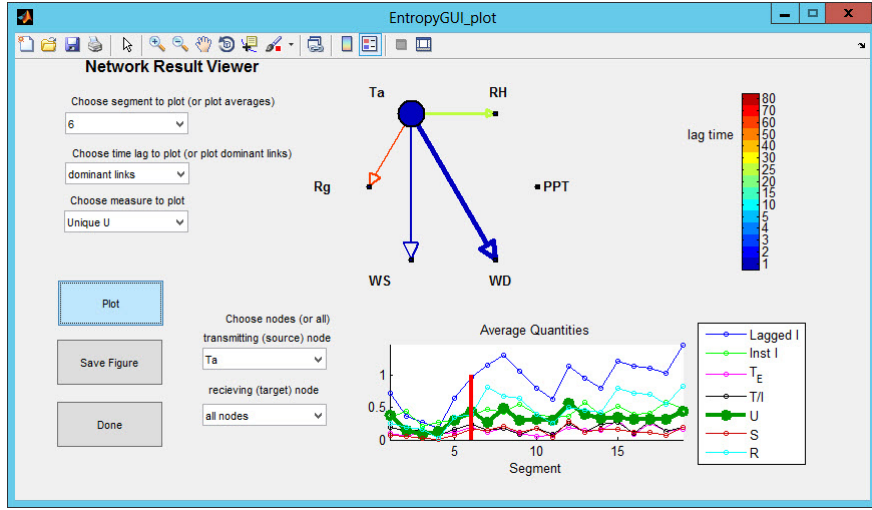 EntropyGUI_plot
Network Result Viewer
Choose segment to plot (or plot averages)
6
Choose time lag to plot (or plot dominant links)
dominant links
Choose measure to plot
Unique U
Plot
Save Figure
Done
Choose nodes (or all)
transmitting (source) node
Ta
recieving (target) node
all nodes
Ta
RH
Rg
PPT
WS
WD
lag time
80
70
60
50
40
30
25
20
15
10
5
4
3
2
1
Average Quantities
1
0.5
0
5
10
15
Segment
Lagged I
Inst I
T_E
T/I
U
S
R